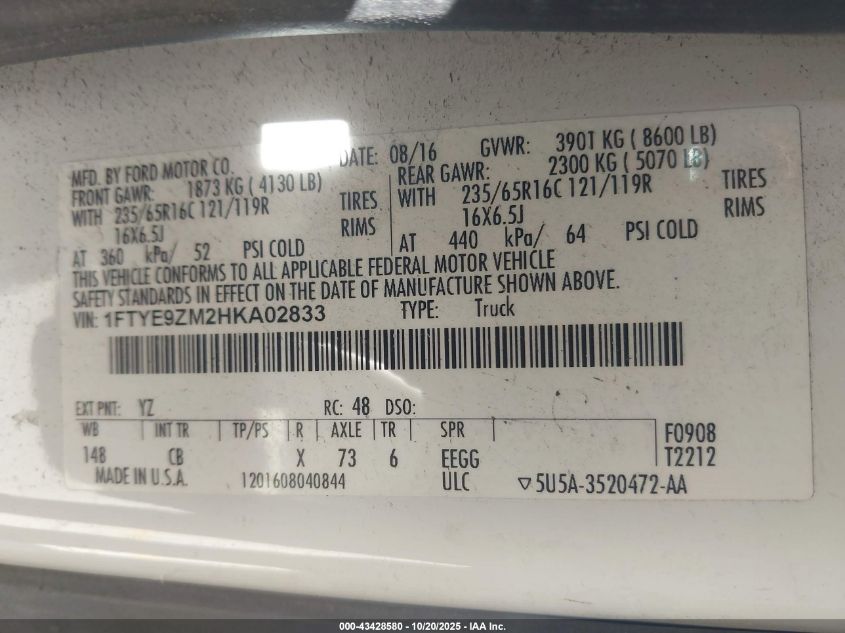 MFD. BY FORD MOTOR CO. DATE: 08/16 GVWR: 3901 KG ( 8600 LB)
FRONT GAWR: 1873 KG ( 4130 LB) REAR GAWR: 2300 KG ( 5070 LB)
WITH 235/65R16C 121/119R TIRES WITH 235/65R16C 121/119R TIRES
16X6.5J RIMS 16X6.5J RIMS
AT 360 kPa/ 52 PSI COLD AT 440 kPa/ 64 PSI COLD
THIS VEHICLE CONFORMS TO ALL APPLICABLE FEDERAL MOTOR VEHICLE
SAFETY STANDARDS IN EFFECT ON THE DATE OF MANUFACTURE SHOWN ABOVE.
VIN: 1FTYE9ZM2HKA02833 TYPE: Truck
EXT PNT: YZ RC: 48 DSO:
WB INT TR TP/PS R AXLE TR SPR F0908
148 CB X 73 6 EEGG T2212
MADE IN U.S.A. 1201608040844 ULC ▽5U5A-3520472-AA
000-43428580 - 10/20/2025 - IAA Inc.